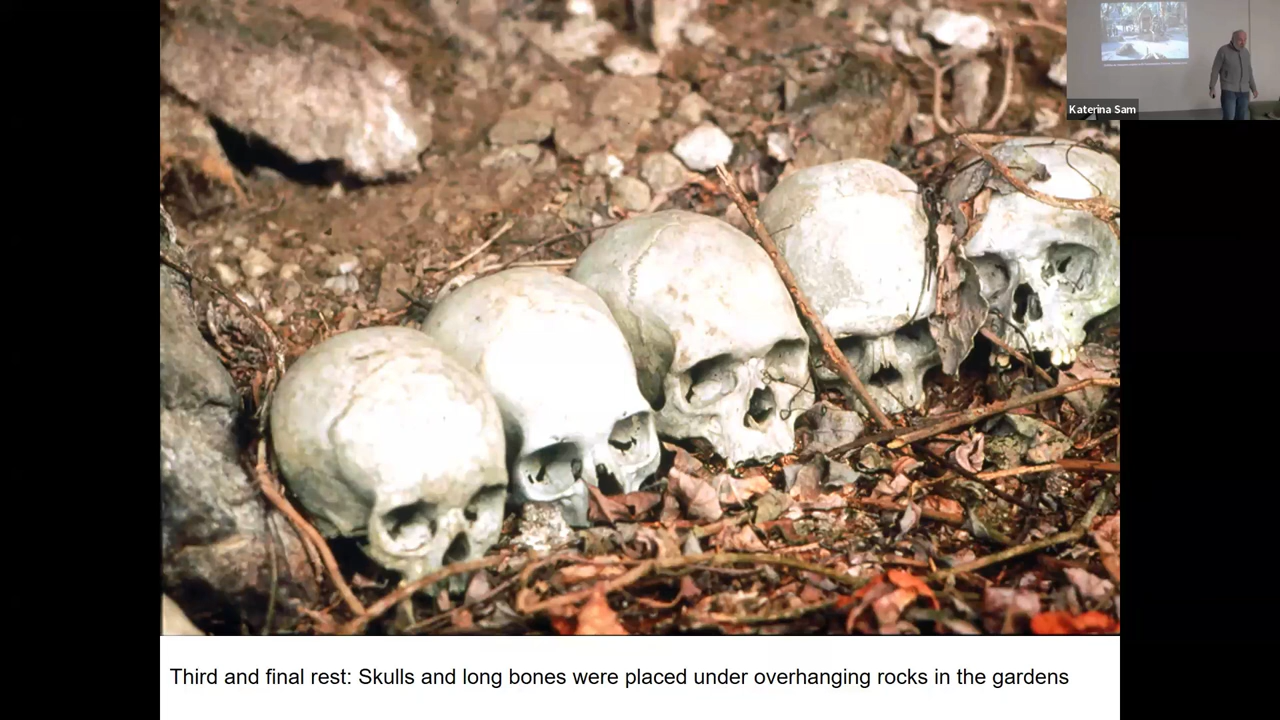 Katerina Sam
Third and final rest: Skulls and long bones were placed under overhanging rocks in the gardens